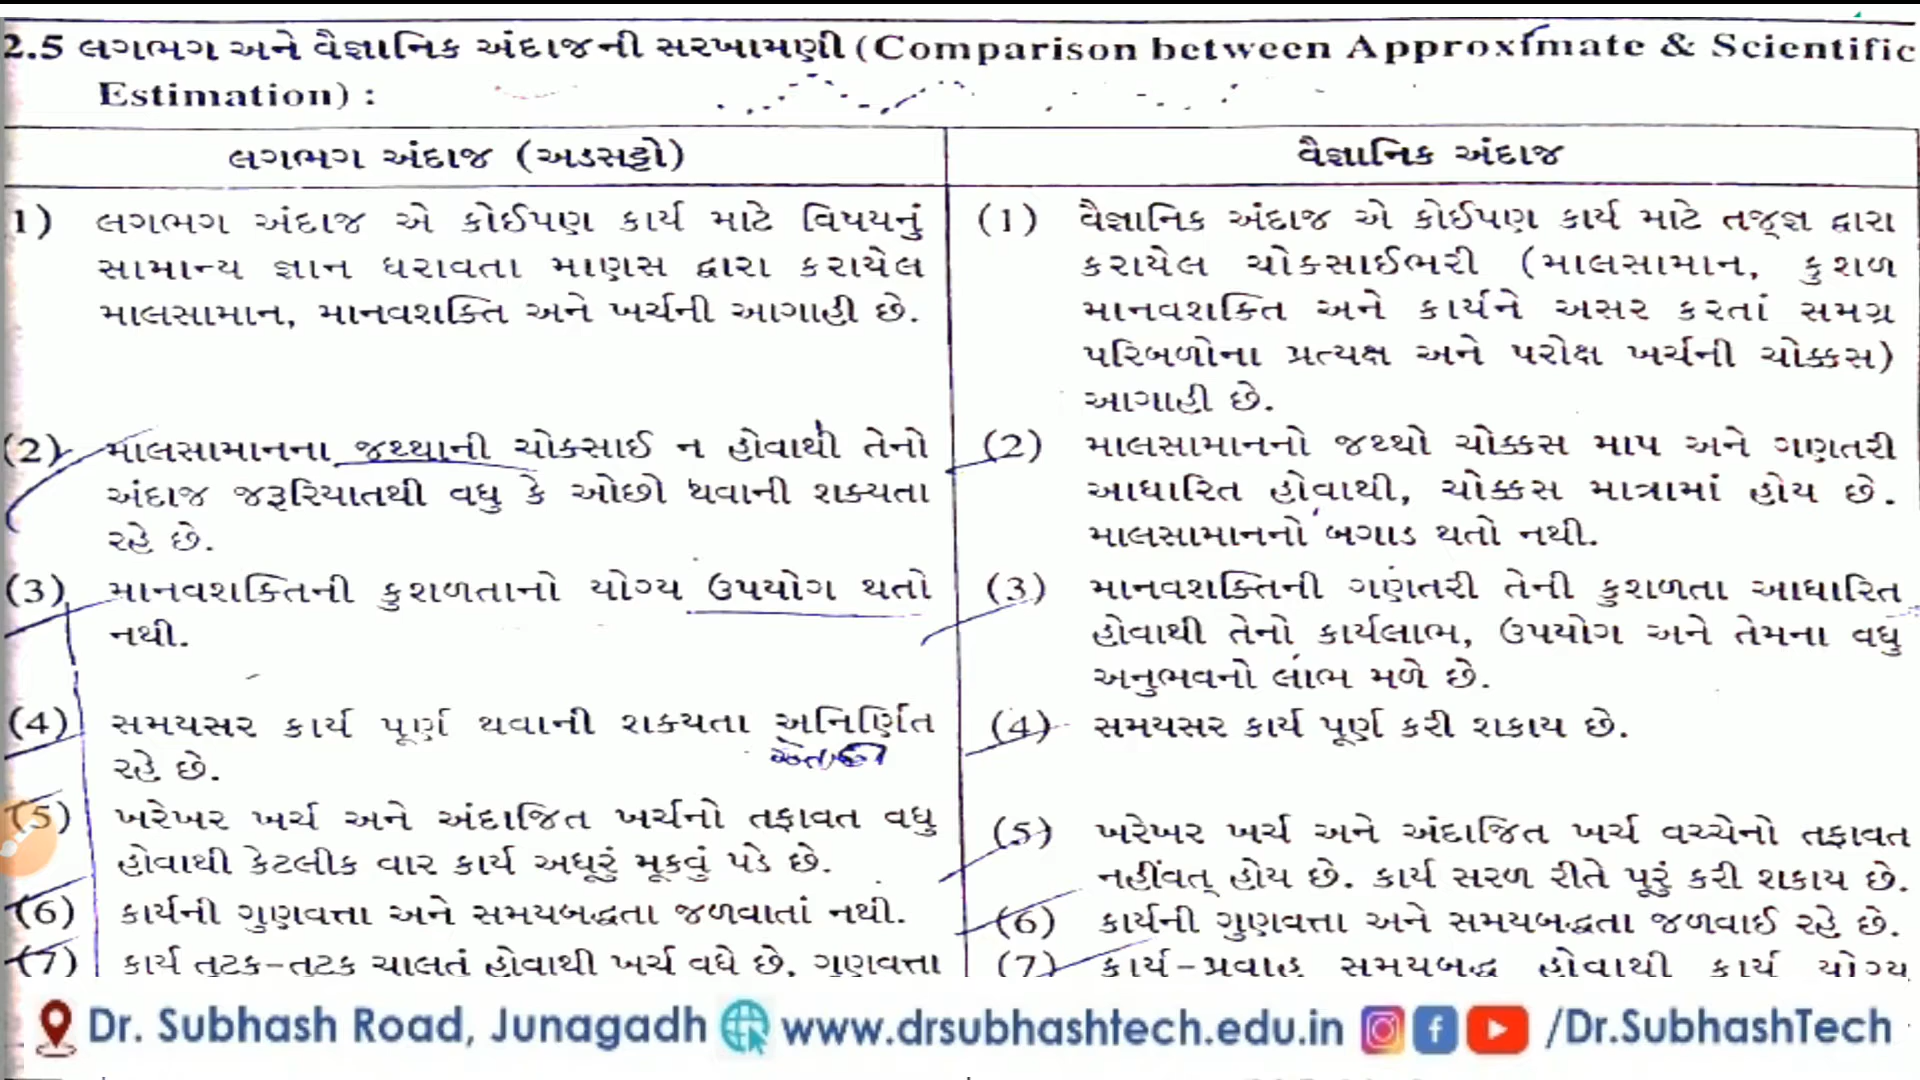 2.5 લગભગ અને વૈજ્ઞાનિક અંદાજની સરખામણી (Comparison between Approximate & Scientific
Estimation) :
લગભગ અંદાજ (અડસટ્ટો)
1) લગભગ અંદાજ એ કોઈપણ કાર્ય માટે વિષયનું
સામાન્ય જ્ઞાન ધરાવતા માણસ દ્વારા કરાયેલ
માલસામાન, માનવશક્તિ અને ખર્ચની આગાહી છે.
(2) માલસામાનના જથ્થાની ચોકસાઈ ન હોવાથી તેનો
અંદાજ જરૂરિયાતથી વધુ કે ઓછો થવાની શક્યતા
રહે છે.
(3) માનવશક્તિની કુશળતાનો યોગ્ય ઉપયોગ થતો
નથી.
(4) સમયસર કાર્ય પૂર્ણ થવાની શક્યતા અનિર્ણિત
રહે છે.
(5) ખરેખર ખર્ચ અને અંદાજિત ખર્ચનો તફાવત વધુ
હોવાથી કેટલીક વાર કાર્ય અધૂરું મૂકવું પડે છે.
(6) કાર્યની ગુણવત્તા અને સમયબદ્ધતા જળવાતાં નથી.
(7) કાર્ય તૂટક-તૂટક ચાલતું હોવાથી ખર્ચ વધે છે, ગુણવત્તા
વૈજ્ઞાનિક અંદાજ
(1) વૈજ્ઞાનિક અંદાજ એ કોઈપણ કાર્ય માટે તજ્જ્ઞ દ્વારા
કરાયેલ ચોકસાઈભરી (માલસામાન, કુશળ
માનવશક્તિ અને કાર્યને અસર કરતાં સમગ્ર
પરિબળોના પ્રત્યક્ષ અને પરોક્ષ ખર્ચની ચોક્કસ)
આગાહી છે.
(2) માલસામાનનો જથ્થો ચોક્કસ માપ અને ગણતરી
આધારિત હોવાથી, ચોક્કસ માત્રામાં હોય છે.
માલસામાનનો બગાડ થતો નથી.
(3) માનવશક્તિની ગણતરી તેની કુશળતા આધારિત
હોવાથી તેનો કાર્યલાભ, ઉપયોગ અને તેમના વધુ
અનુભવનો લાભ મળે છે.
(4) સમયસર કાર્ય પૂર્ણ કરી શકાય છે.
(5) ખરેખર ખર્ચ અને અંદાજિત ખર્ચ વચ્ચેનો તફાવત
નહીંવત્ હોય છે. કાર્ય સરળ રીતે પૂરું કરી શકાય છે.
(6) કાર્યની ગુણવત્તા અને સમયબદ્ધતા જળવાઈ રહે છે.
(7) કાર્ય-પ્રવાહ સમયબદ્ધ હોવાથી કાર્ય યોગ્ય
Dr. Subhash Road, Junagadh www.drsubhashtech.edu.in /Dr.SubhashTech